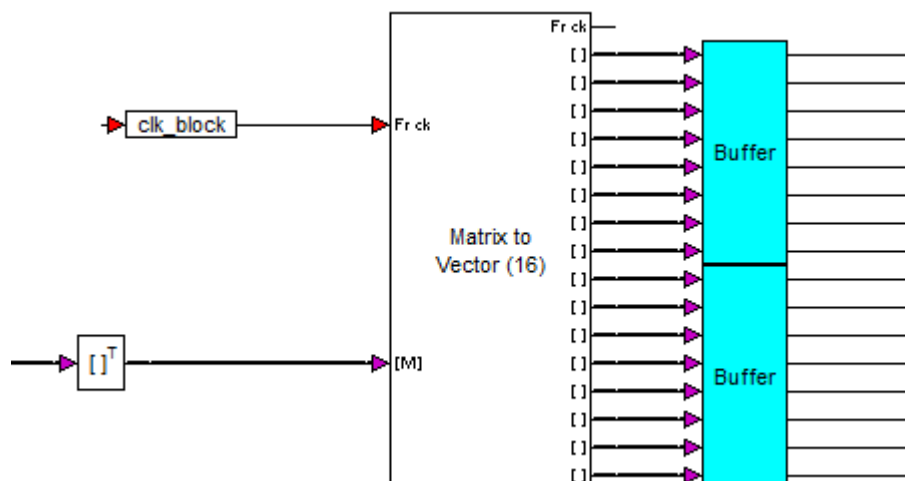 Fr ck
[ ]
[ ]
[ ]
clk_block
Fr ck
[ ]
Buffer
[ ]
[ ]
[ ]
Matrix to
Vector (16)
[ ]
[ ]
[ ]
[ ]
[ ]T
[M]
[ ]
Buffer
[ ]
[ ]
[ ]
[ ]